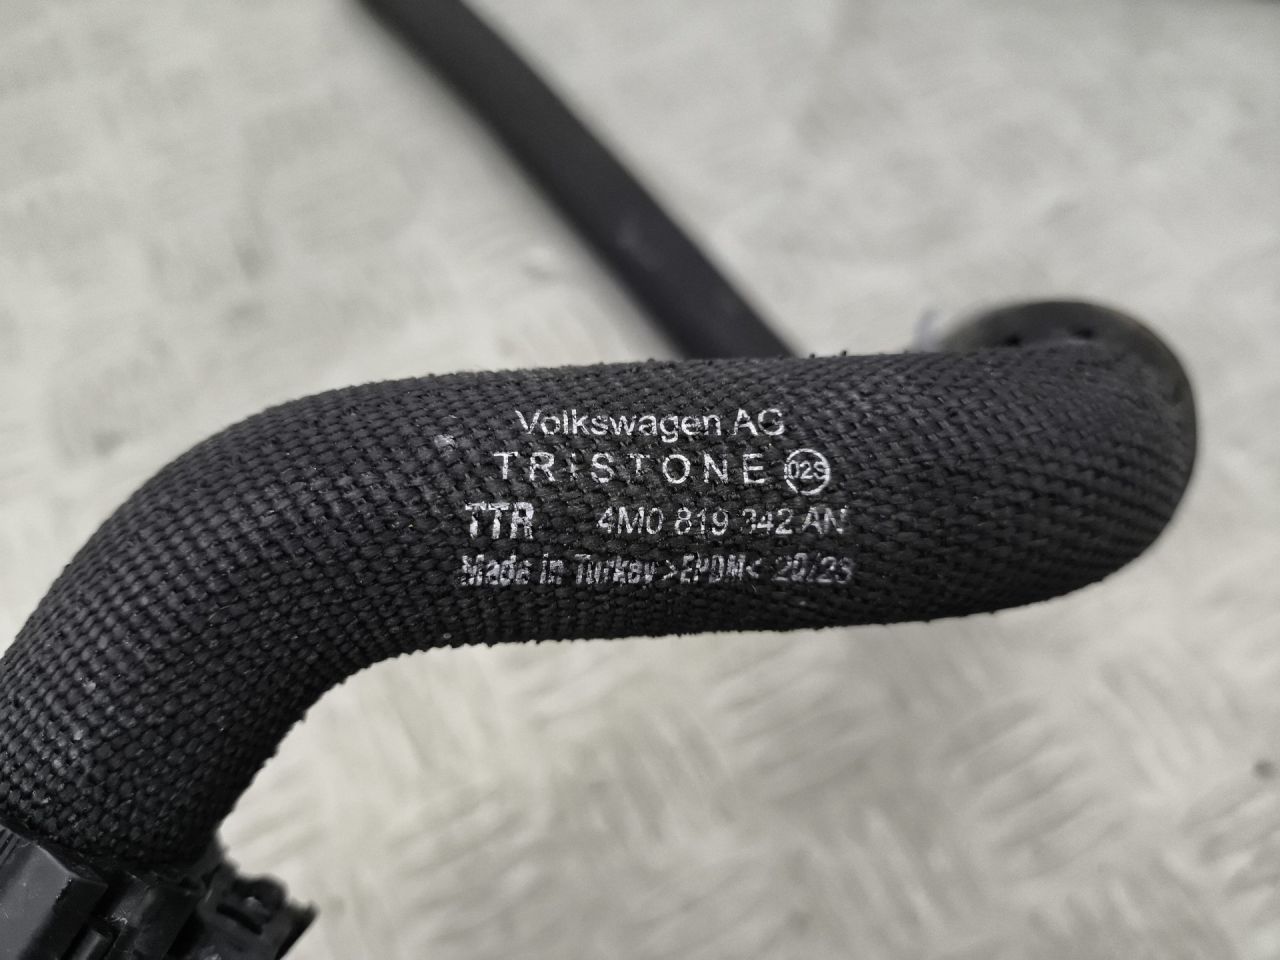 Volkswagen AG
TRISTONE 02S
TTR 4M0 819 342 AN
Made in Turkey >EPDM< 20/23